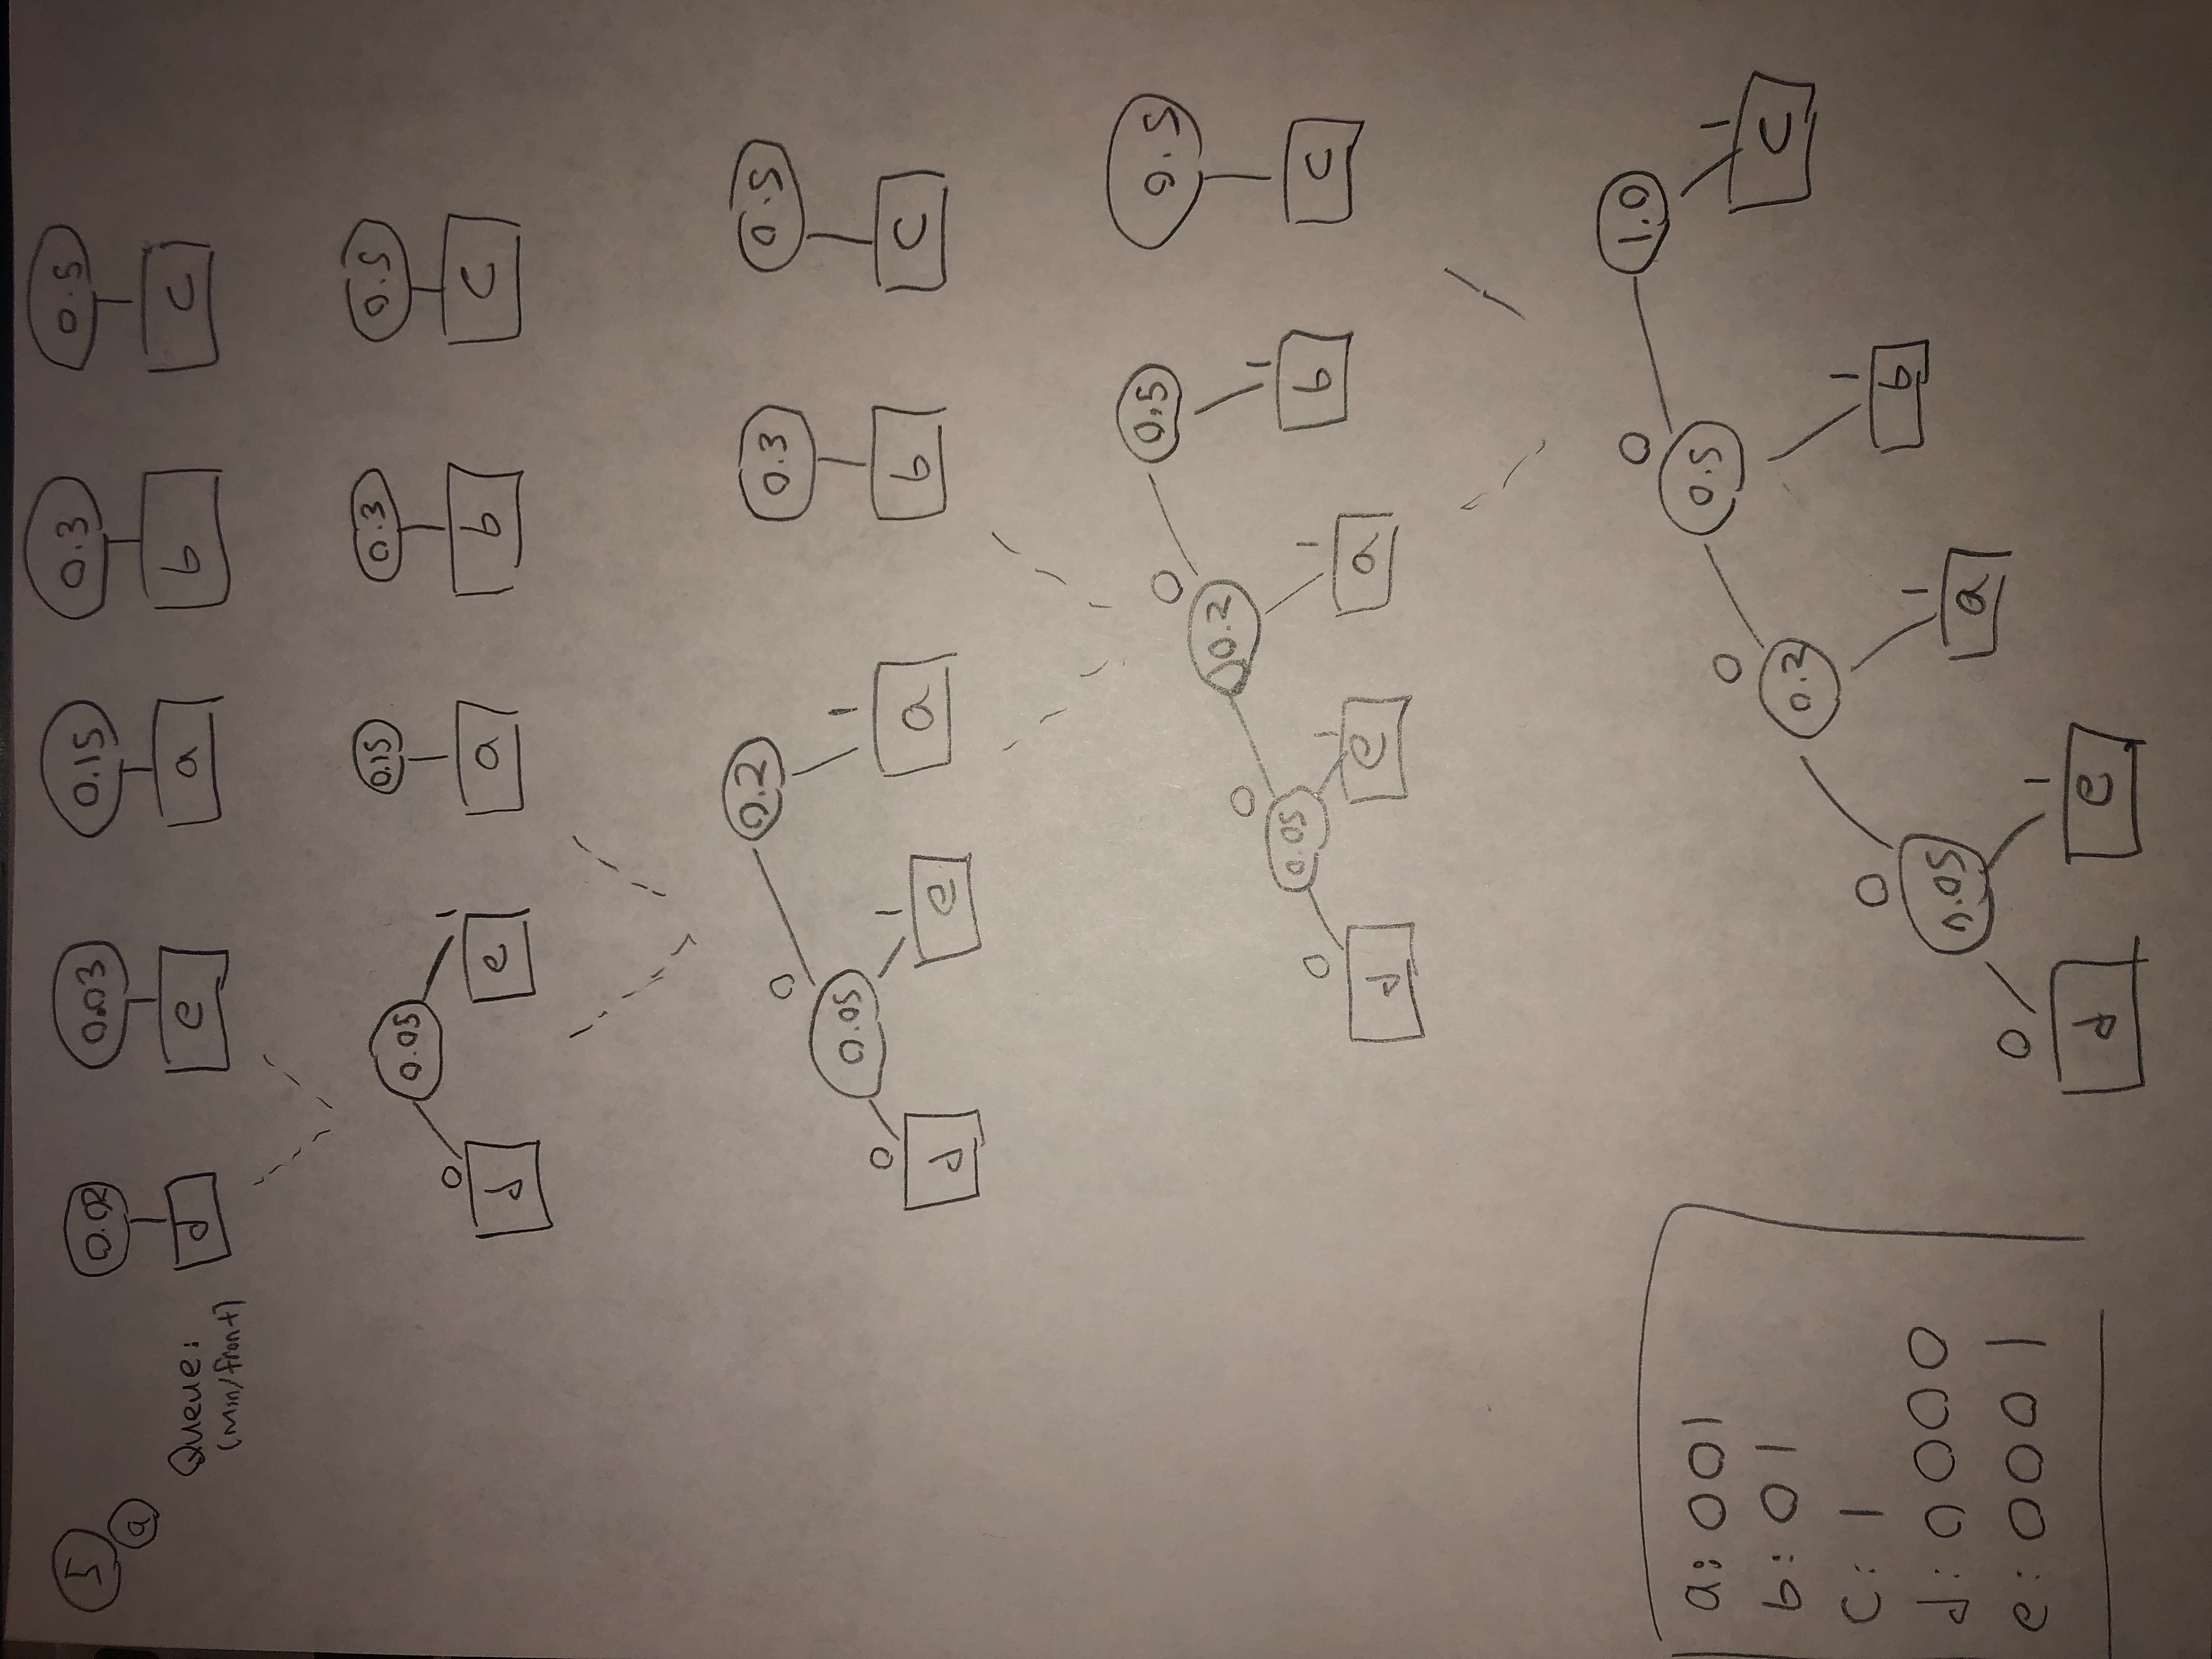 5
a
0.02 0.03 0.15 0.3 0.5
Queue: d e a b c
(min/front)
0.05 0.15 0.3 0.5
0 1
d e a b c
0.2 0.3 0.5
0
0.05
0 1 1
d e a b c
0.5 0.5
0
0.2
0
0.05
0 1 1 1
d e a b c
1.0
0
0.5
0 1
0.2 c
0 1
0.05 b
1
a
0 1
d e
a: 001
b: 01
c: 1
d: 0000
e: 0001